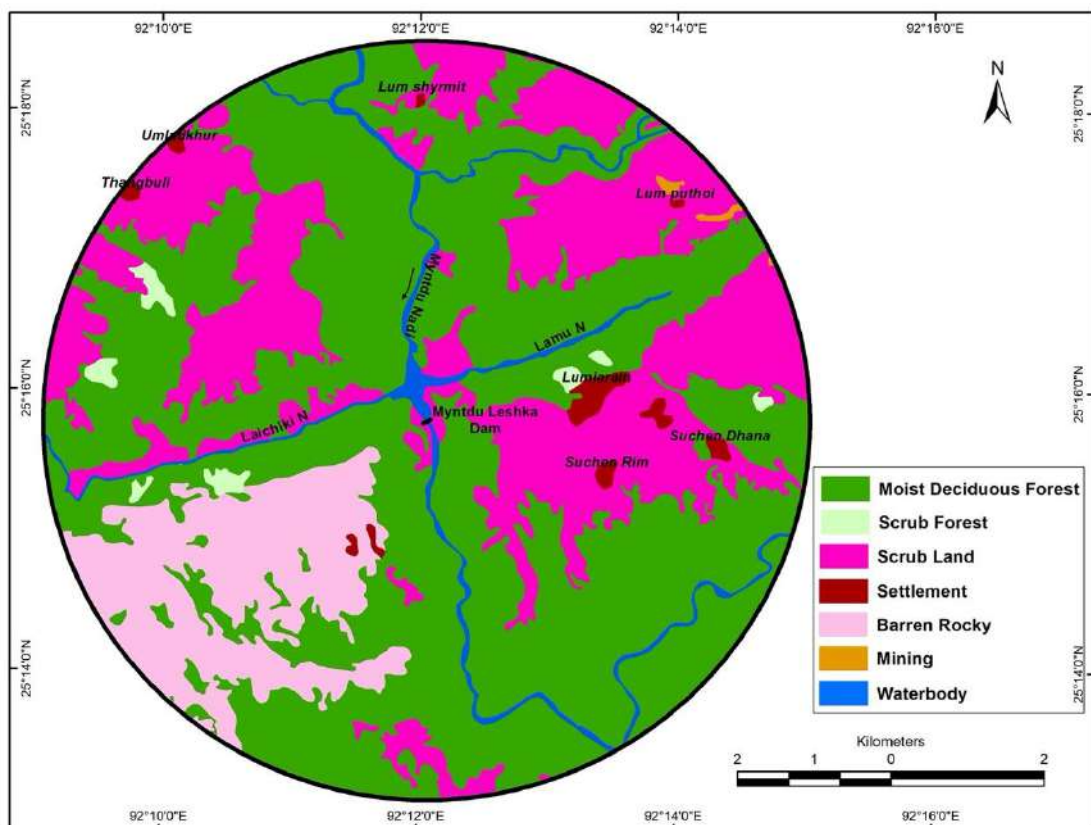 92°10'0"E
92°12'0"E
92°14'0"E
92°16'0"E
N
25°18'0"N
25°18'0"N
Lum shyrmit
Thangbuli
Lum puthoi
Myntdu Nadi
Lamu N
25°16'0"N
25°16'0"N
Lumiarain
Myntdu Leshka
Dam
Laichiki N
Suchen Dhana
Suchen Rim
Moist Deciduous Forest
Scrub Forest
Scrub Land
Settlement
Barren Rocky
Mining
Waterbody
25°14'0"N
25°14'0"N
Kilometers
2 1 0 2
92°10'0"E
92°12'0"E
92°14'0"E
92°16'0"E